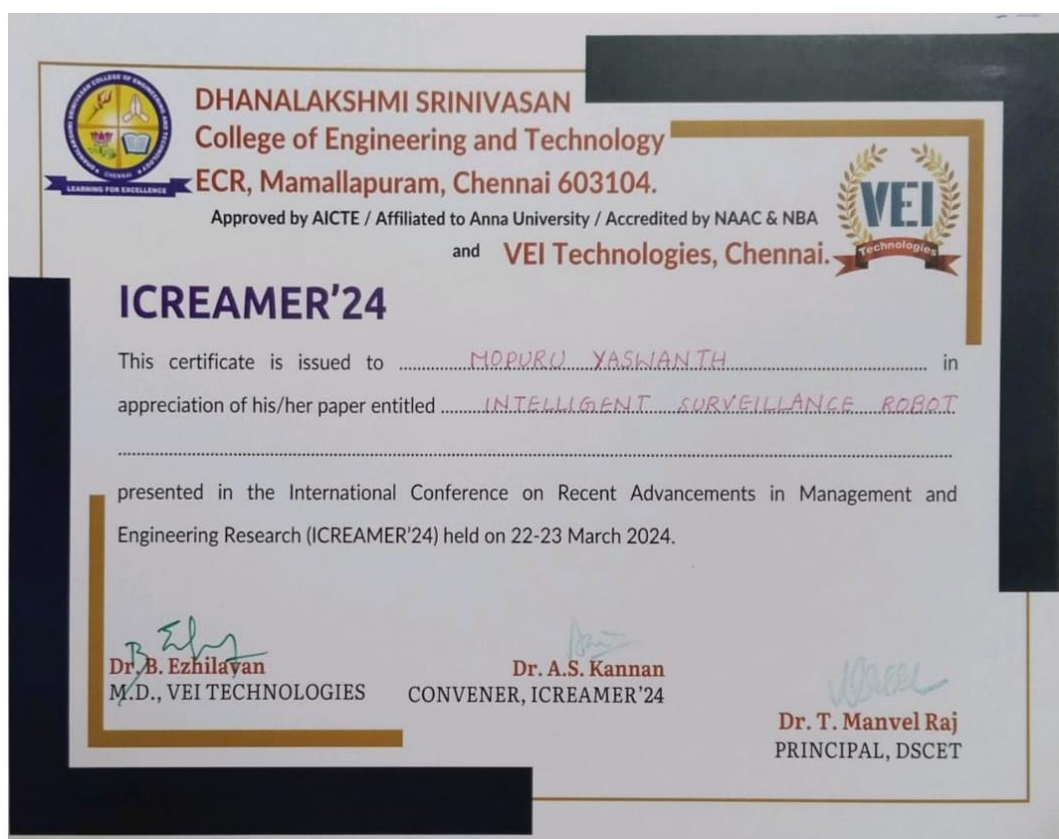 DHANALAKSHMI SRINIVASAN
College of Engineering and Technology
ECR, Mamallapuram, Chennai 603104.
Approved by AICTE / Affiliated to Anna University / Accredited by NAAC & NBA
and VEI Technologies, Chennai.
LEARNING FOR EXCELLENCE
VEI
Technologies
ICREAMER'24
This certificate is issued to MOPURU YASWANTH in
appreciation of his/her paper entitled INTELLIGENT SURVEILLANCE ROBOT
presented in the International Conference on Recent Advancements in Management and
Engineering Research (ICREAMER'24) held on 22-23 March 2024.
Dr. B. Ezhilavan
M.D., VEI TECHNOLOGIES
Dr. A.S. Kannan
CONVENER, ICREAMER'24
Dr. T. Manvel Raj
PRINCIPAL, DSCET